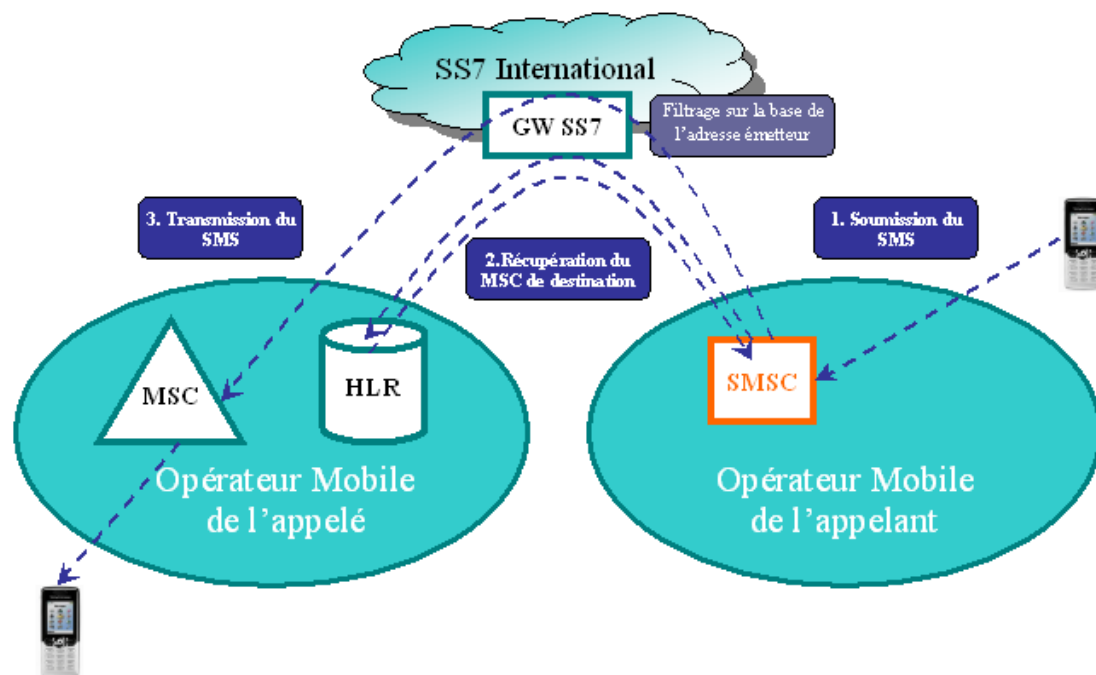 SS7 International
GW SS7
Filtrage sur la base de
l'adresse émetteur
3. Transmission du
SMS
2.Récupération du
MSC de destination
1. Soumission du
SMS
MSC
HLR
SMSC
Opérateur Mobile
de l'appelé
Opérateur Mobile
de l'appelant